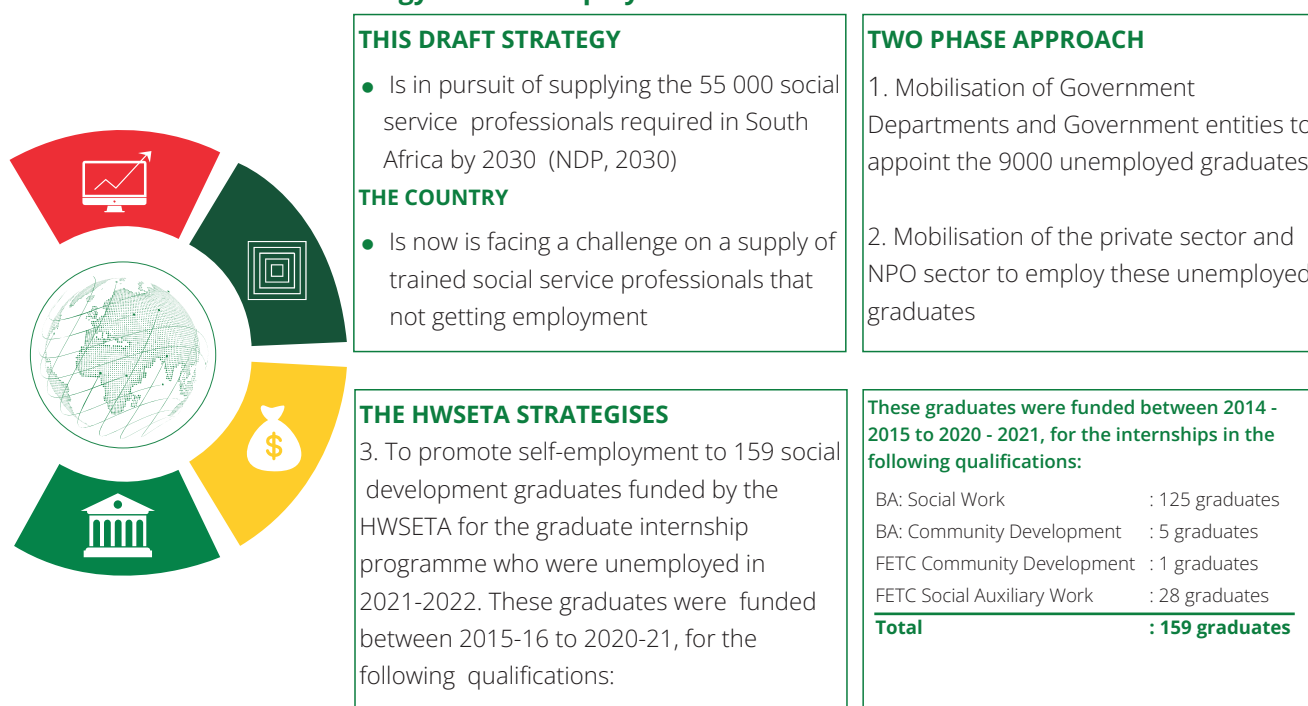 THIS DRAFT STRATEGY
● Is in pursuit of supplying the 55 000 social
service professionals required in South
Africa by 2030 (NDP, 2030)
THE COUNTRY
● Is now is facing a challenge on a supply of
trained social service professionals that
not getting employment
TWO PHASE APPROACH
1. Mobilisation of Government
Departments and Government entities to
appoint the 9000 unemployed graduates
2. Mobilisation of the private sector and
NPO sector to employ these unemployed
graduates
THE HWSETA STRATEGISES
3. To promote self-employment to 159 social
development graduates funded by the
HWSETA for the graduate internship
programme who were unemployed in
2021-2022. These graduates were funded
between 2015-16 to 2020-21, for the
following qualifications:
These graduates were funded between 2014 -
2015 to 2020 - 2021, for the internships in the
following qualifications:
BA: Social Work : 125 graduates
BA: Community Development : 5 graduates
FETC Community Development : 1 graduates
FETC Social Auxiliary Work : 28 graduates
Total : 159 graduates
$